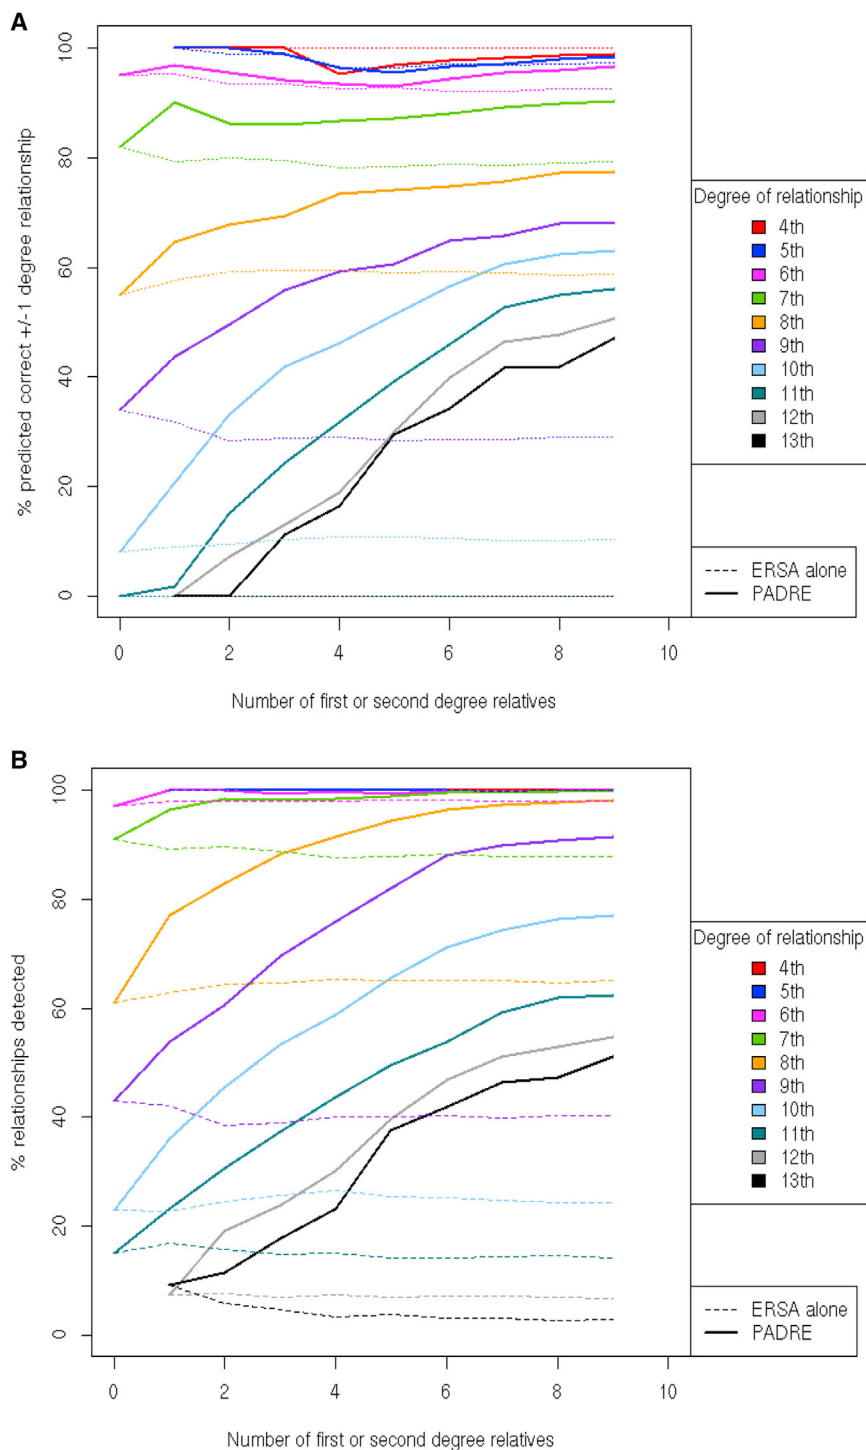 A
% predicted correct +/-1 degree relationship
100
80
60
40
20
0
0 2 4 6 8 10
Number of first or second degree relatives
Degree of relationship
4th
5th
6th
7th
8th
9th
10th
11th
12th
13th
ERSA alone
PADRE
B
% relationships detected
100
80
60
40
20
0
0 2 4 6 8 10
Number of first or second degree relatives
Degree of relationship
4th
5th
6th
7th
8th
9th
10th
11th
12th
13th
ERSA alone
PADRE